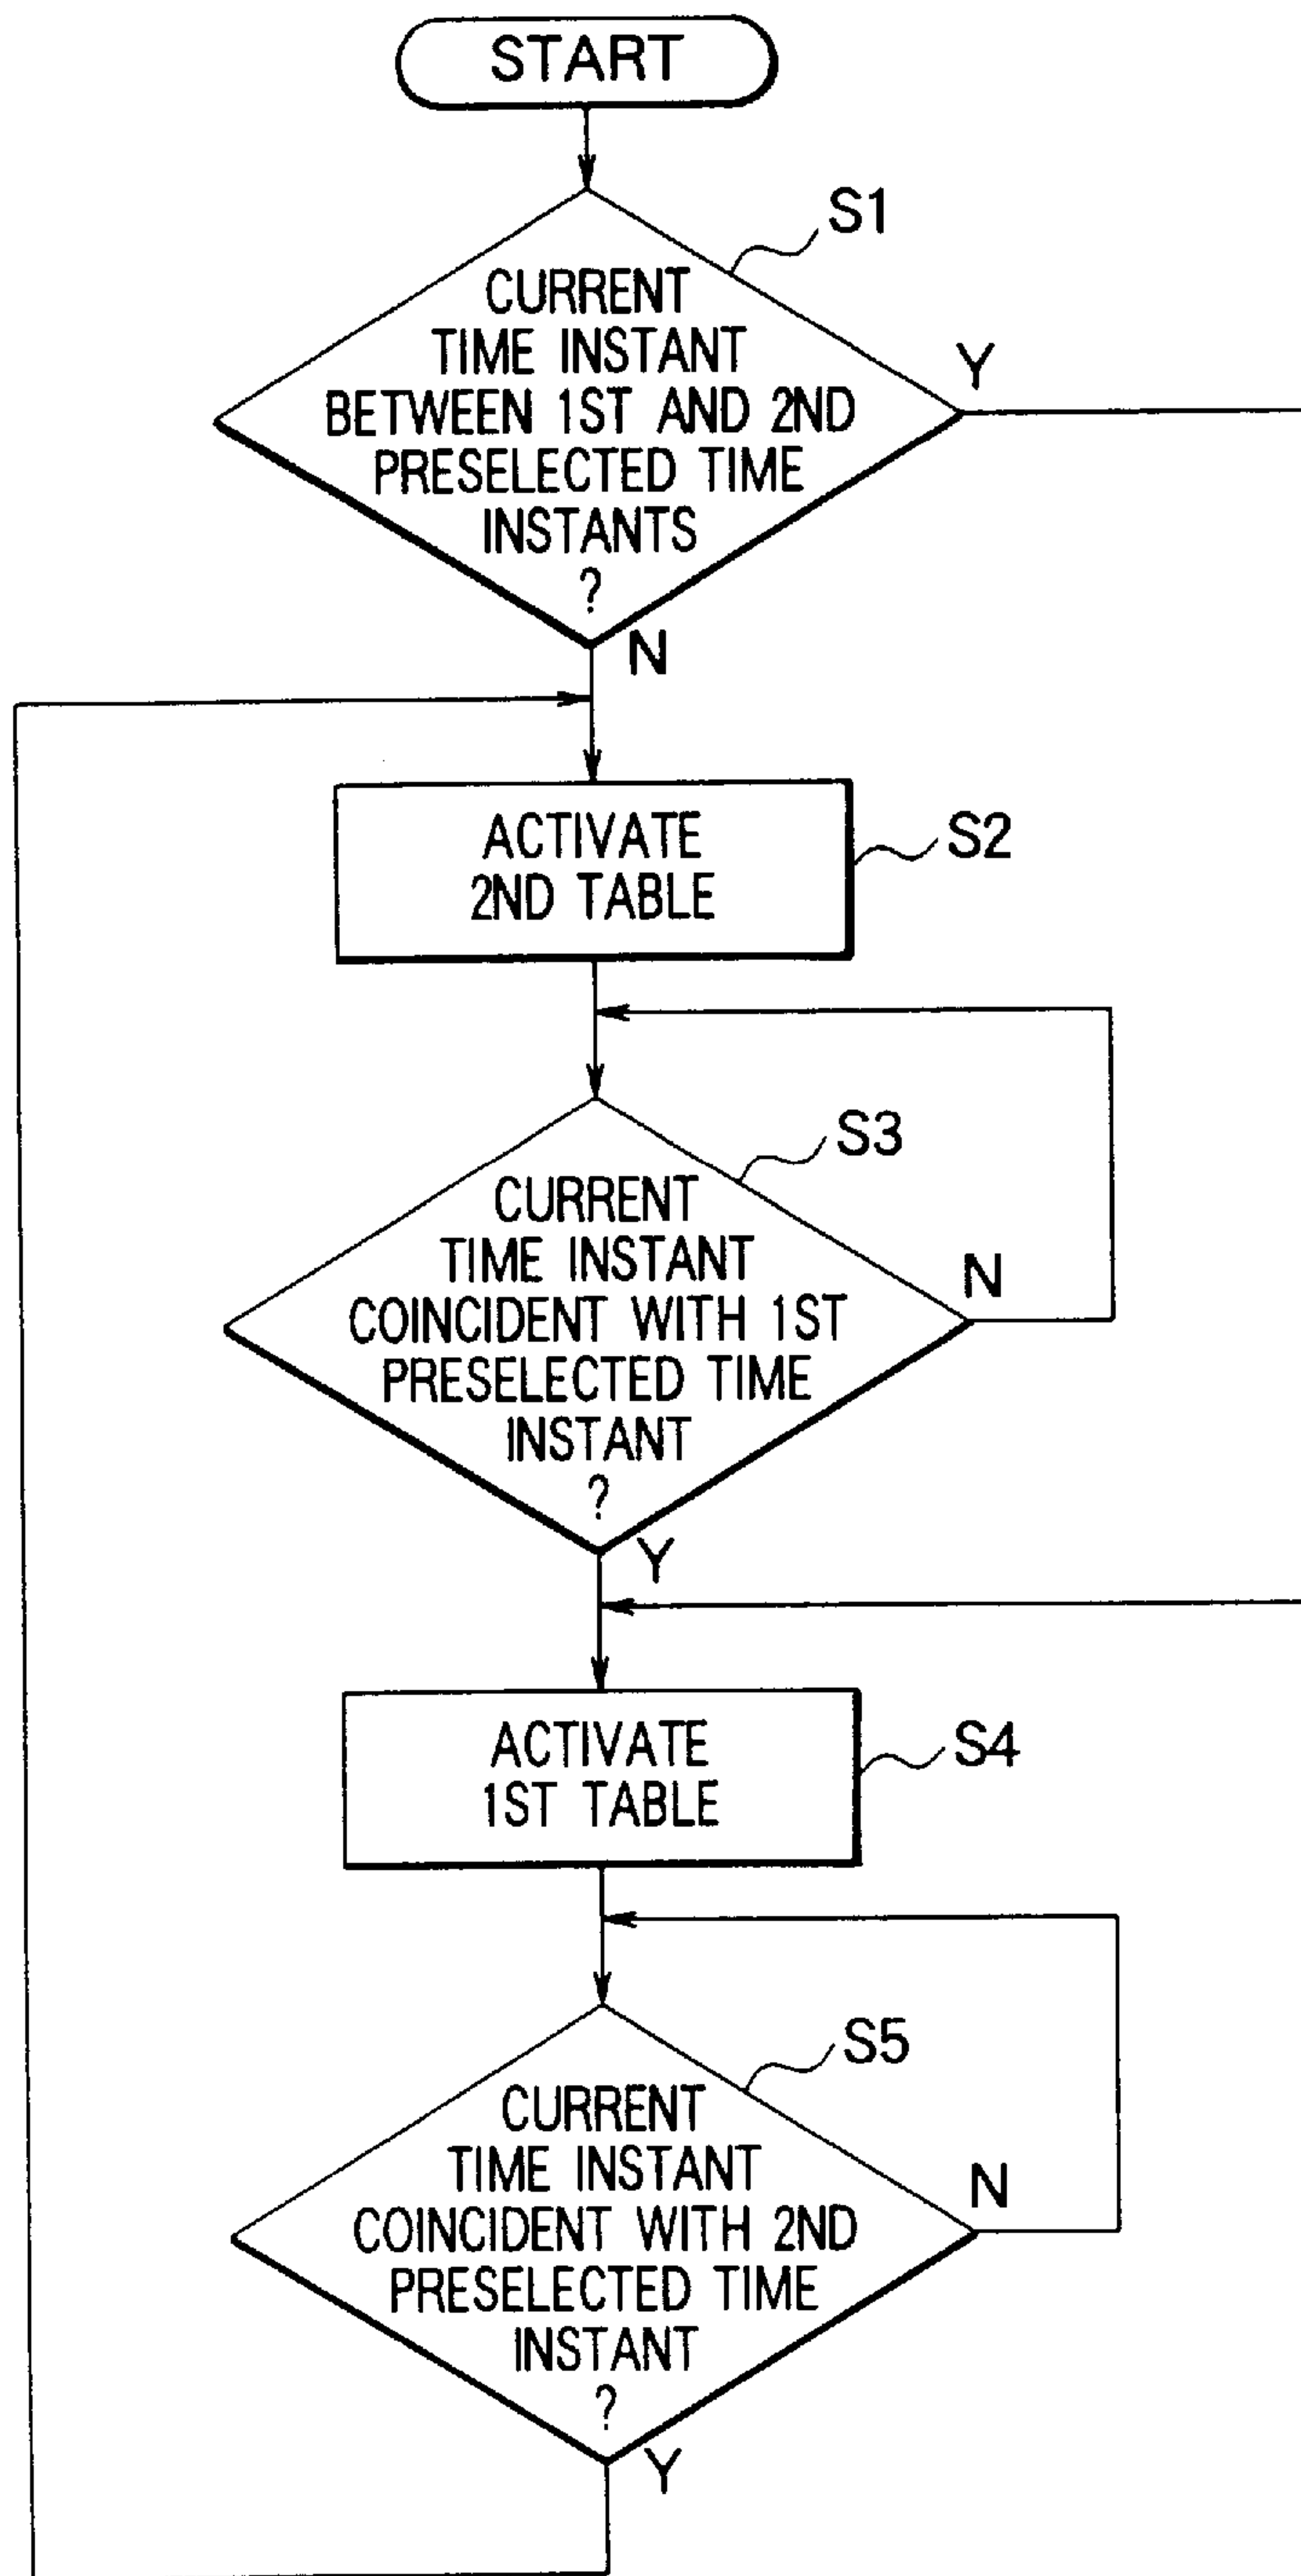 START
S1
CURRENT
TIME INSTANT
BETWEEN 1ST AND 2ND
PRESELECTED TIME
INSTANTS
?
Y
N
ACTIVATE
2ND TABLE
S2
S3
CURRENT
TIME INSTANT
COINCIDENT WITH 1ST
PRESELECTED TIME
INSTANT
?
N
Y
ACTIVATE
1ST TABLE
S4
S5
CURRENT
TIME INSTANT
COINCIDENT WITH 2ND
PRESELECTED TIME
INSTANT
?
N
Y